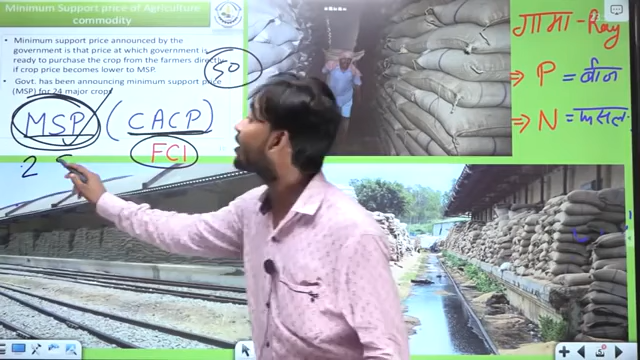 Minimum Support price of Agriculture
commodity
• Minimum support price announced by the
government is that price at which government is
ready to purchase the crop from the farmers directly
if crop price becomes lower to MSP.
• Govt. has been announcing minimum support price
(MSP) for 24 major crops
50
MSP (CACP)
FCI
2
गामा - Ray
⇒ P = बीज
⇒ N = फसल